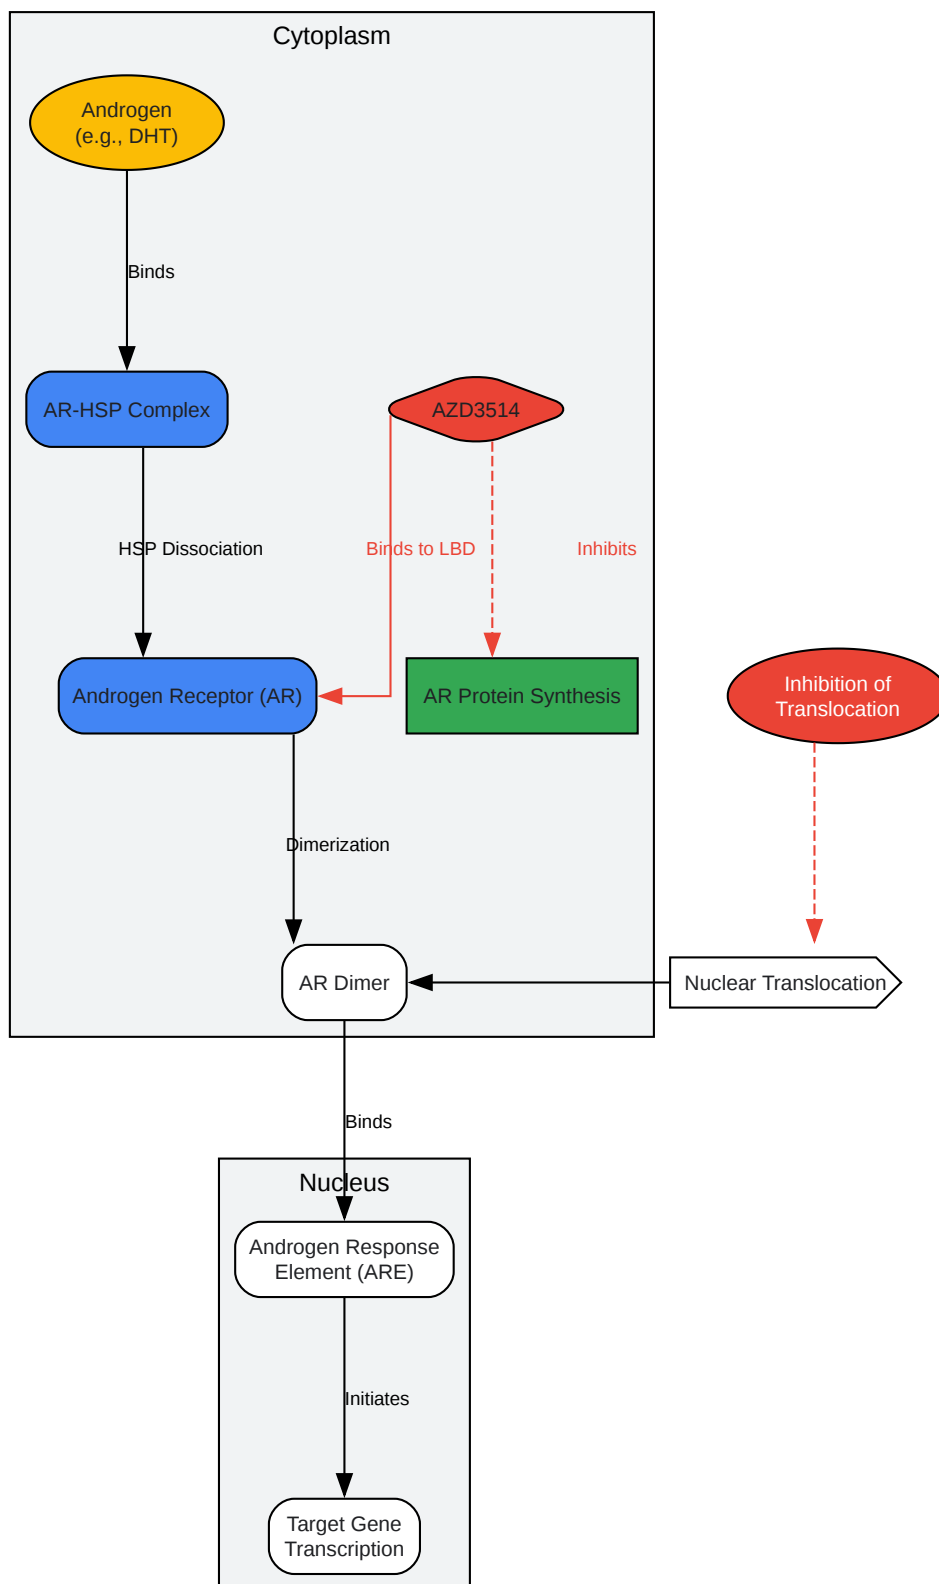 Cytoplasm
Androgen
(e.g., DHT)
Binds
AR-HSP Complex
AZD3514
HSP Dissociation
Binds to LBD
Inhibits
Androgen Receptor (AR)
AR Protein Synthesis
Inhibition of
Translocation
Dimerization
AR Dimer
Nuclear Translocation
Binds
Nucleus
Androgen Response
Element (ARE)
Initiates
Target Gene
Transcription